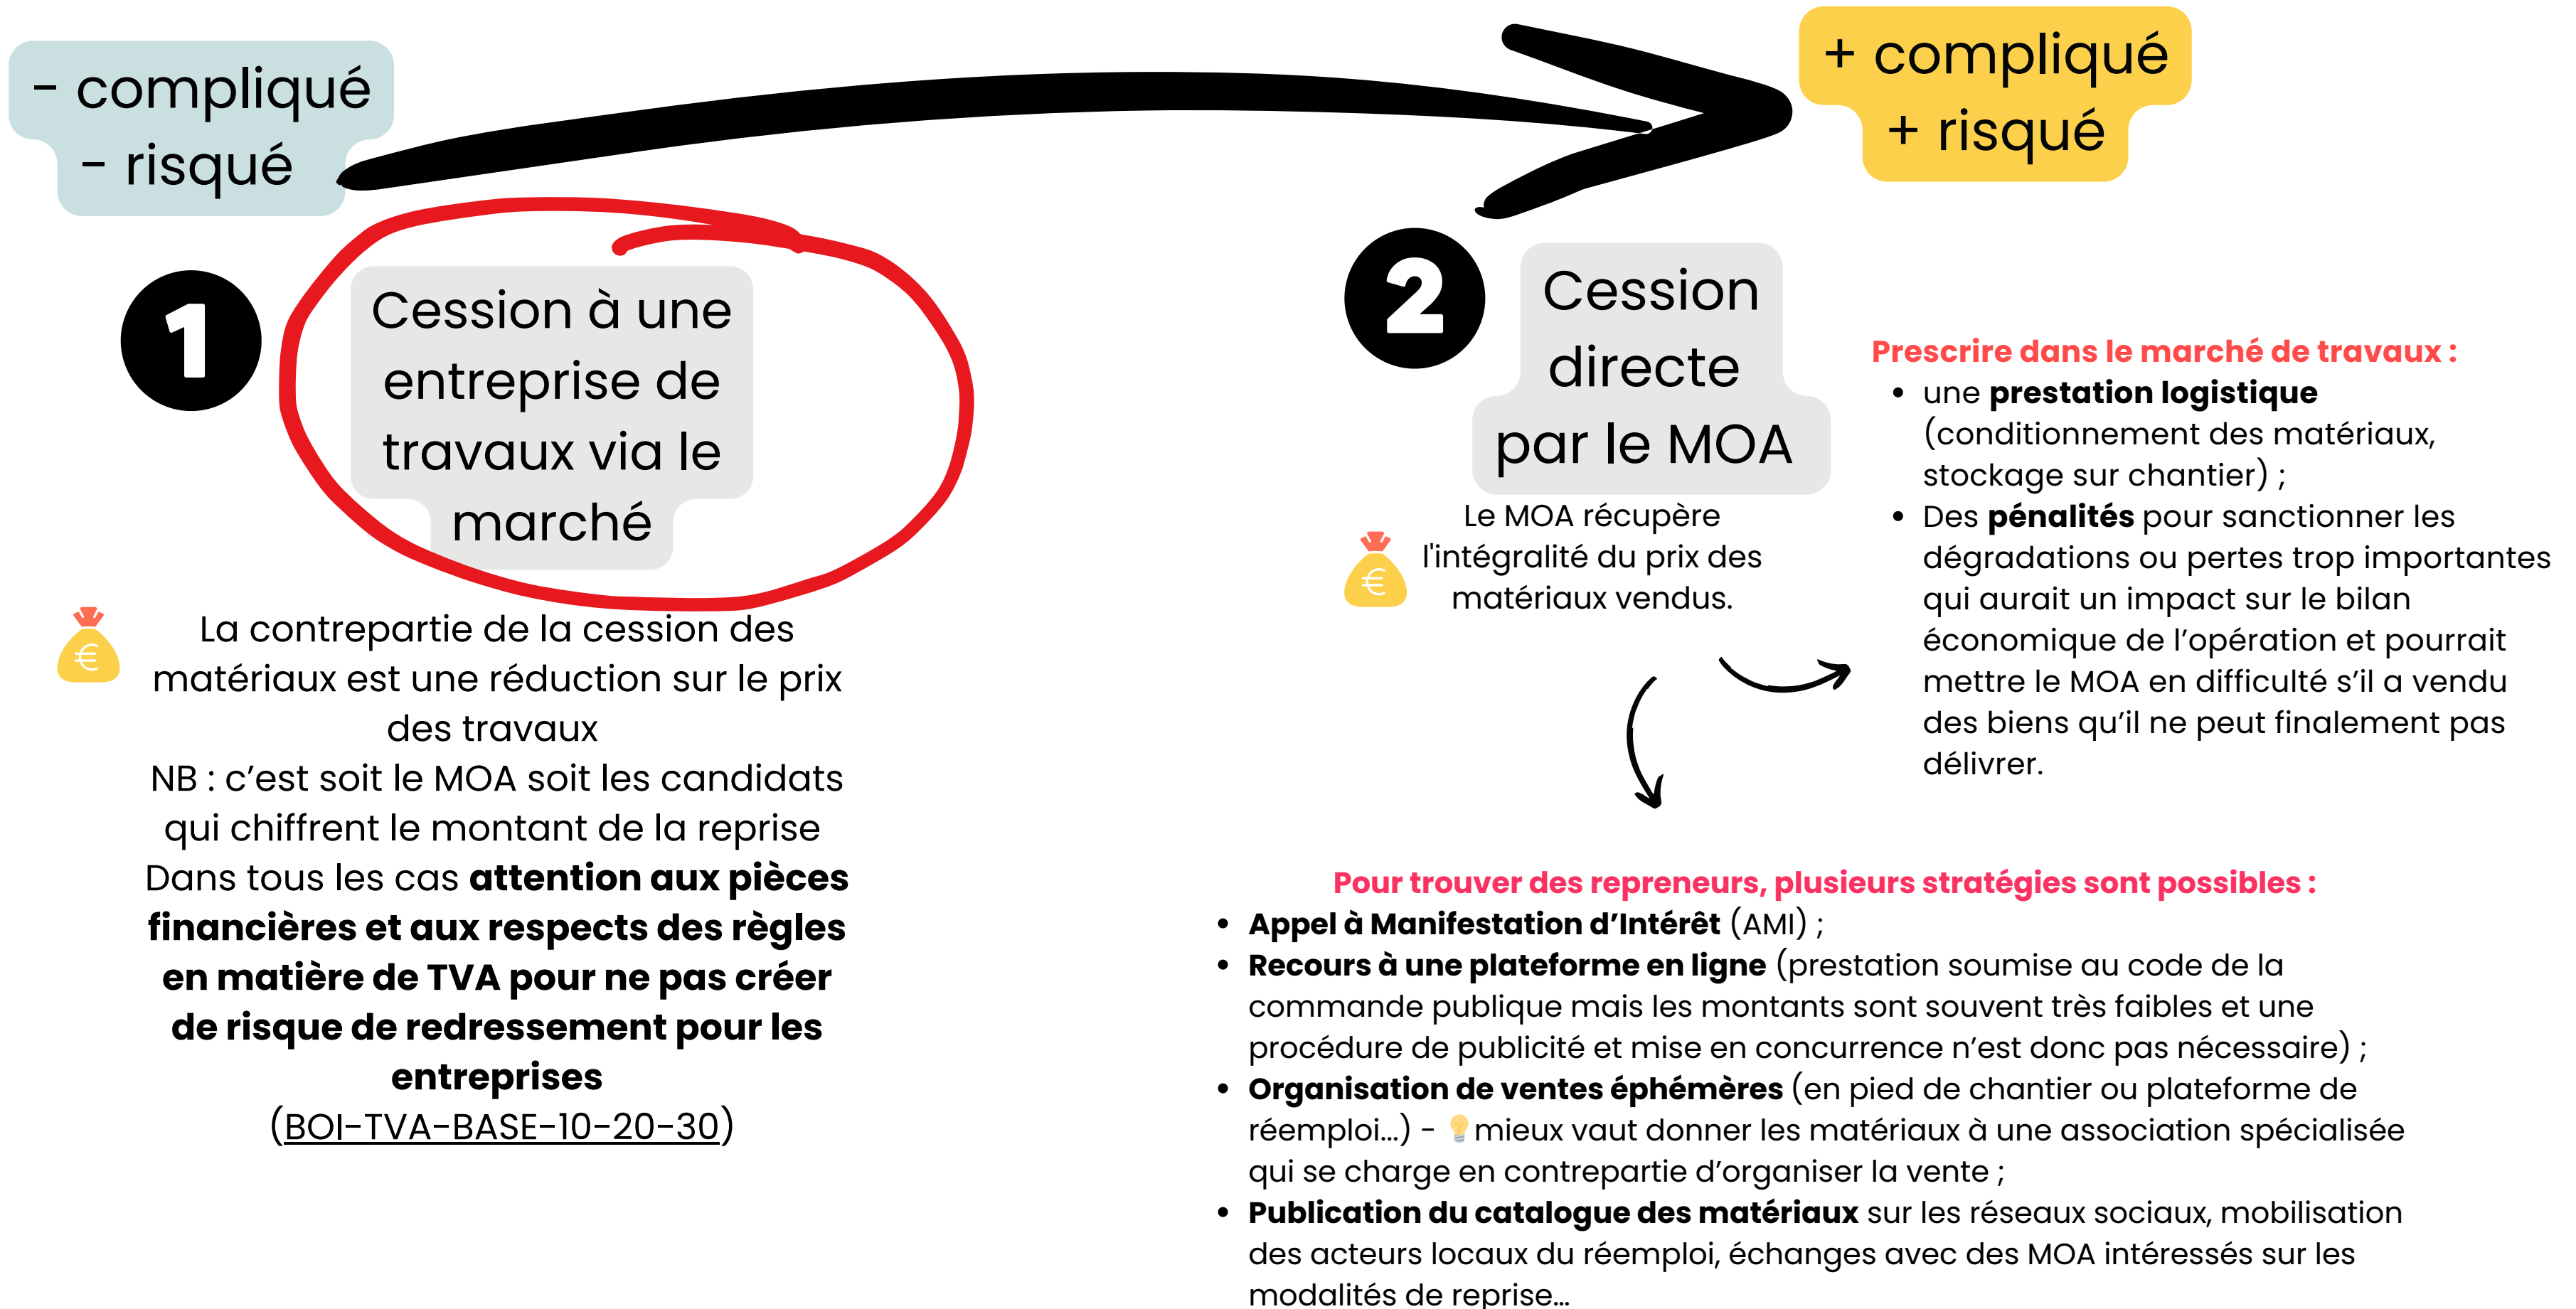 - compliqué
- risqué
+ compliqué
+ risqué
1
Cession à une
entreprise de
travaux via le
marché
€
La contrepartie de la cession des
matériaux est une réduction sur le prix
des travaux
NB : c’est soit le MOA soit les candidats
qui chiffrent le montant de la reprise
Dans tous les cas attention aux pièces
financières et aux respects des règles
en matière de TVA pour ne pas créer
de risque de redressement pour les
entreprises
(BOI-TVA-BASE-10-20-30)
2
Cession
directe
par le MOA
€
Le MOA récupère
l'intégralité du prix des
matériaux vendus.
Prescrire dans le marché de travaux :
• une prestation logistique
(conditionnement des matériaux,
stockage sur chantier) ;
• Des pénalités pour sanctionner les
dégradations ou pertes trop importantes
qui aurait un impact sur le bilan
économique de l’opération et pourrait
mettre le MOA en difficulté s’il a vendu
des biens qu’il ne peut finalement pas
délivrer.
Pour trouver des repreneurs, plusieurs stratégies sont possibles :
• Appel à Manifestation d’Intérêt (AMI) ;
• Recours à une plateforme en ligne (prestation soumise au code de la
commande publique mais les montants sont souvent très faibles et une
procédure de publicité et mise en concurrence n’est donc pas nécessaire) ;
• Organisation de ventes éphémères (en pied de chantier ou plateforme de
réemploi...) - 💡mieux vaut donner les matériaux à une association spécialisée
qui se charge en contrepartie d’organiser la vente ;
• Publication du catalogue des matériaux sur les réseaux sociaux, mobilisation
des acteurs locaux du réemploi, échanges avec des MOA intéressés sur les
modalités de reprise...